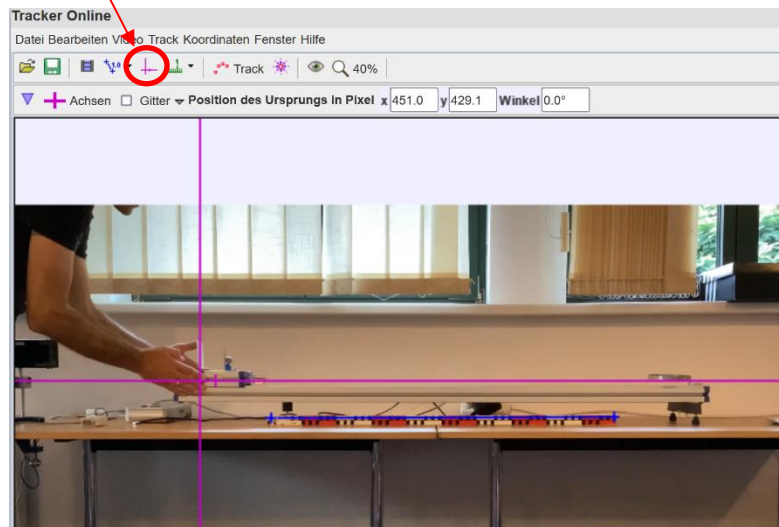 Tracker Online
Datei Bearbeiten Video Track Koordinaten Fenster Hilfe
Track 40%
Achsen Gitter Position des Ursprungs in Pixel x 451.0 y 429.1 Winkel 0.0°